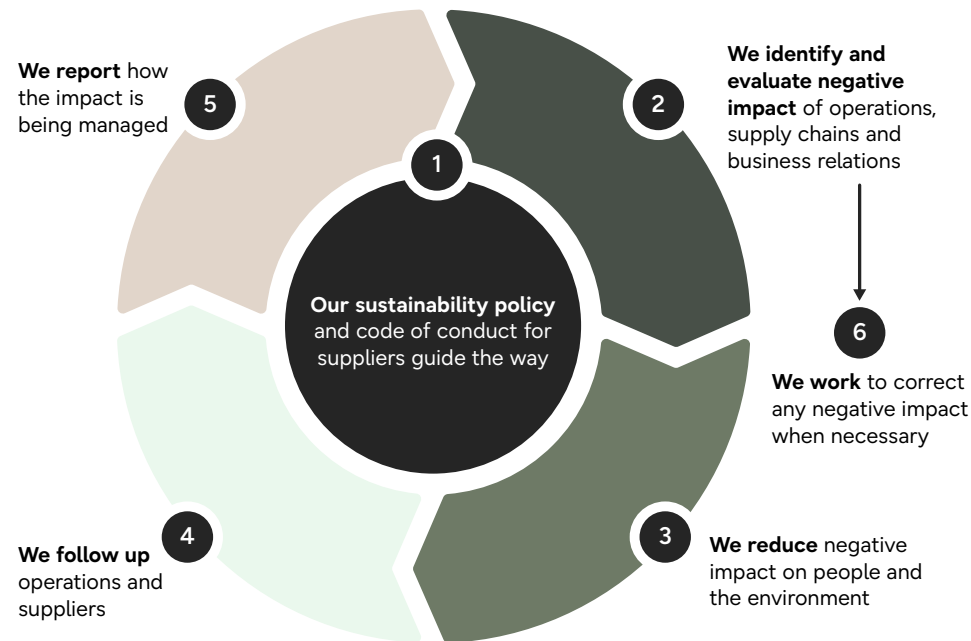 1
Our sustainability policy
and code of conduct for
suppliers guide the way
2
We identify and
evaluate negative
impact of operations,
supply chains and
business relations
6
We work to correct
any negative impact
when necessary
3
We reduce negative
impact on people and
the environment
4
We follow up
operations and
suppliers
5
We report how
the impact is
being managed